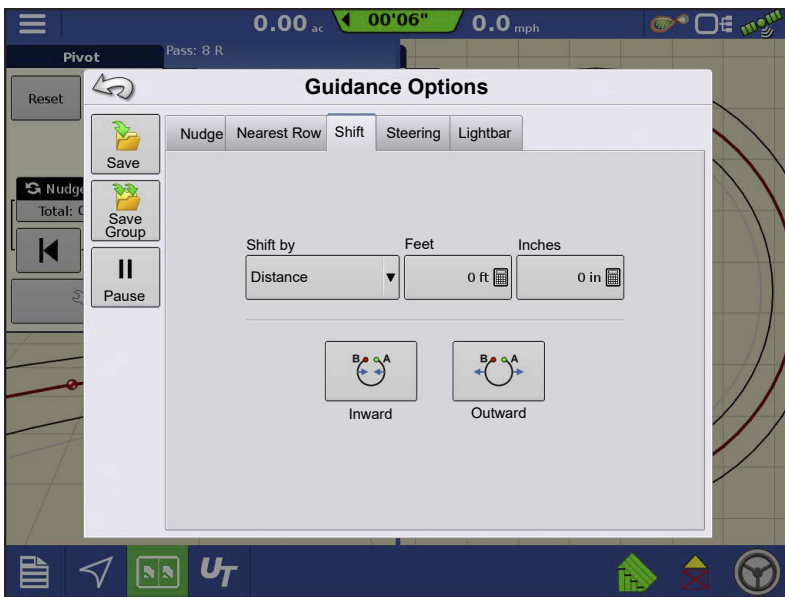 0.00 ac
00'06"
0.0 mph
Pivot
Pass: 8 R
Reset
Guidance Options
Save
Save Group
Pause
Nudge
Nearest Row
Shift
Steering
Lightbar
Nudge
Total:
Shift by
Feet
Inches
Distance
0 ft
0 in
B A
B A
Inward
Outward
UT